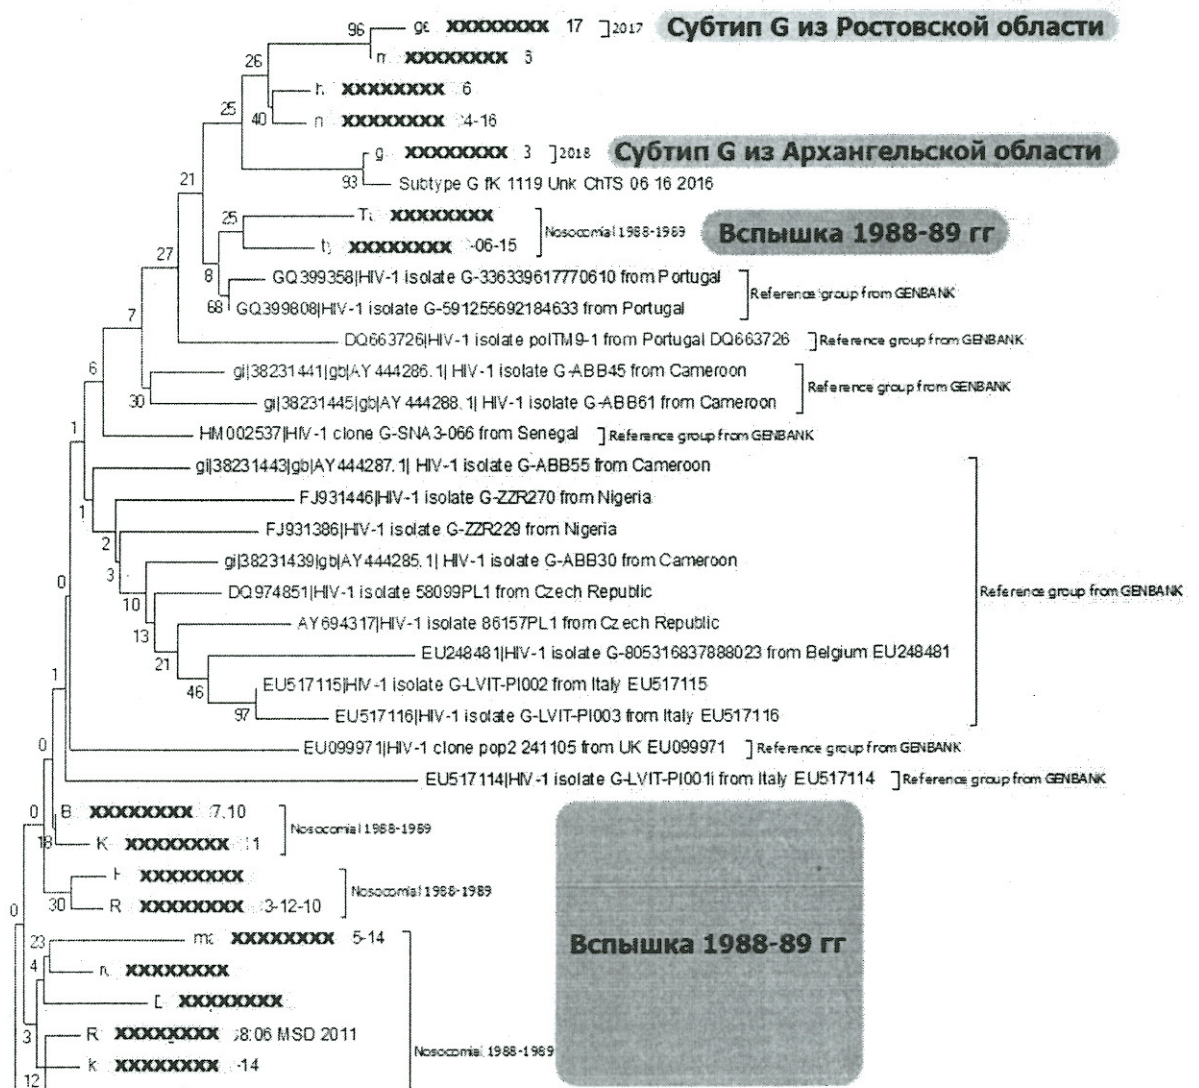 96 XXXXXXXX 17 ]2017 Субтип G из Ростовской области
XXXXXXXX
26
XXXXXXXX 6
25
40 XXXXXXXX 4-16
g XXXXXXXX 3 ]2018 Субтип G из Архангельской области
93 Subtype G fK 1119 Unk ChTS 06 16 2016
21
25 XXXXXXXX
Nosocomial 1988-1989 Вспышка 1988-89 гг
XXXXXXXX -06-15
27
8 GQ399358|HIV-1 isolate G-336339617770610 from Portugal
Reference group from GENBANK
68 GQ399808|HIV-1 isolate G-591255692184633 from Portugal
7
DQ663726|HIV-1 isolate polTM9-1 from Portugal DQ663726 ]Reference group from GENBANK
6
gi|38231441|gb|AY444286.1| HIV-1 isolate G-ABB45 from Cameroon
Reference group from GENBANK
30 gi|38231445|gb|AY444288.1| HIV-1 isolate G-ABB61 from Cameroon
1
HM002537|HIV-1 clone G-SNA3-066 from Senegal ]Reference group from GENBANK
gi|38231443|gb|AY444287.1| HIV-1 isolate G-ABB55 from Cameroon
FJ931446|HIV-1 isolate G-ZZR270 from Nigeria
1
FJ931386|HIV-1 isolate G-ZZR229 from Nigeria
2
gi|38231439|gb|AY444285.1| HIV-1 isolate G-ABB30 from Cameroon
3
0
DQ974851|HIV-1 isolate 58099PL1 from Czech Republic
Reference group from GENBANK
10
AY694317|HIV-1 isolate 86157PL1 from Czech Republic
13
EU248481|HIV-1 isolate G-805316837888023 from Belgium EU248481
21
1
EU517115|HIV-1 isolate G-LVIT-PI002 from Italy EU517115
46
97 EU517116|HIV-1 isolate G-LVIT-PI003 from Italy EU517116
0
EU099971|HIV-1 clone pop2 241105 from UK EU099971 ]Reference group from GENBANK
EU517114|HIV-1 isolate G-LVIT-PI001i from Italy EU517114 ]Reference group from GENBANK
0
B XXXXXXXX 7.10
Nosocomial 1988-1989
18 K XXXXXXXX
XXXXXXXX
Nosocomial 1988-1989
30 R XXXXXXXX 3-12-10
0
23 XXXXXXXX 5-14
Вспышка 1988-89 гг
4 XXXXXXXX
XXXXXXXX
3 R XXXXXXXX 8:06 MSD 2011
Nosocomial 1988-1989
k XXXXXXXX -14
12